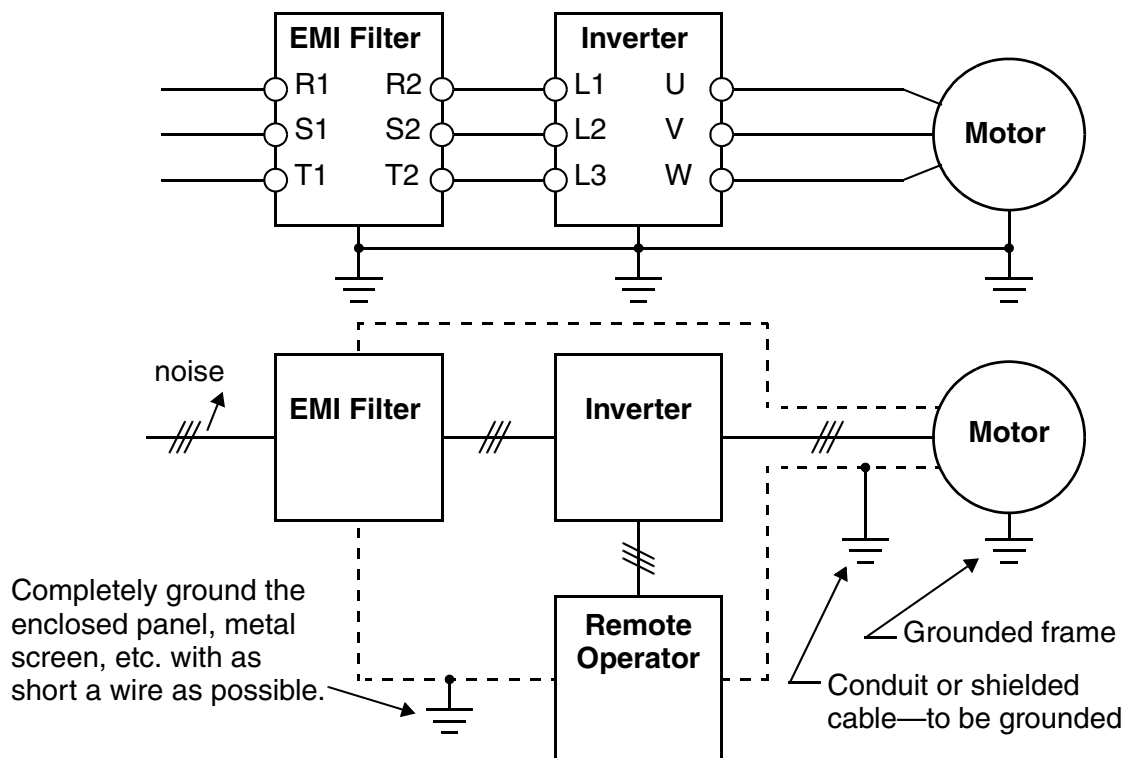 EMI Filter
Inverter
R1 R2 L1 U
S1 S2 L2 V
T1 T2 L3 W
Motor
noise
EMI Filter
Inverter
Motor
Completely ground the
enclosed panel, metal
screen, etc. with as
short a wire as possible.
Remote
Operator
Grounded frame
Conduit or shielded
cable—to be grounded